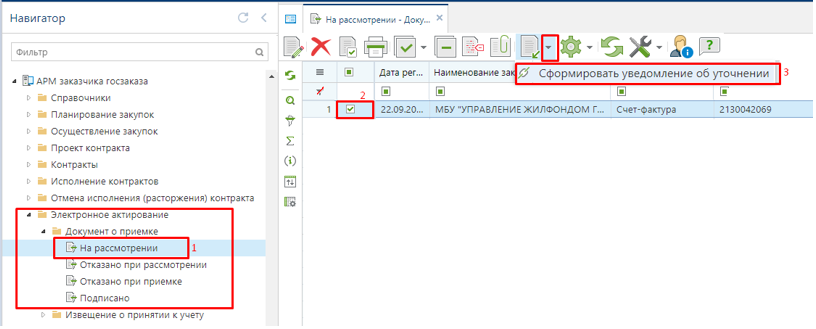 Навигатор
Фильтр
АРМ заказчика госзаказа
Справочники
Планирование закупок
Осуществление закупок
Проект контракта
Контракты
Исполнение контрактов
Отмена исполнения (расторжения) контракта
Электронное актирование
Документ о приемке
На рассмотрении 1
Отказано при рассмотрении
Отказано при приемке
Подписано
Извещение о принятии к учету
На рассмотрении - Доку...
Сформировать уведомление об уточнении 3
Дата рег... Наименование зак
2
1 22.09.20... МБУ "УПРАВЛЕНИЕ ЖИЛФОНДОМ Г... Счет-фактура 2130042069